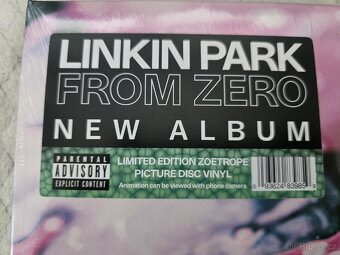 LINKIN PARK
FROM ZERO
NEW ALBUM
PARENTAL
ADVISORY
EXPLICIT CONTENT
LIMITED EDITION ZOETROPE
PICTURE DISC VINYL
Animation can be viewed with phone camera